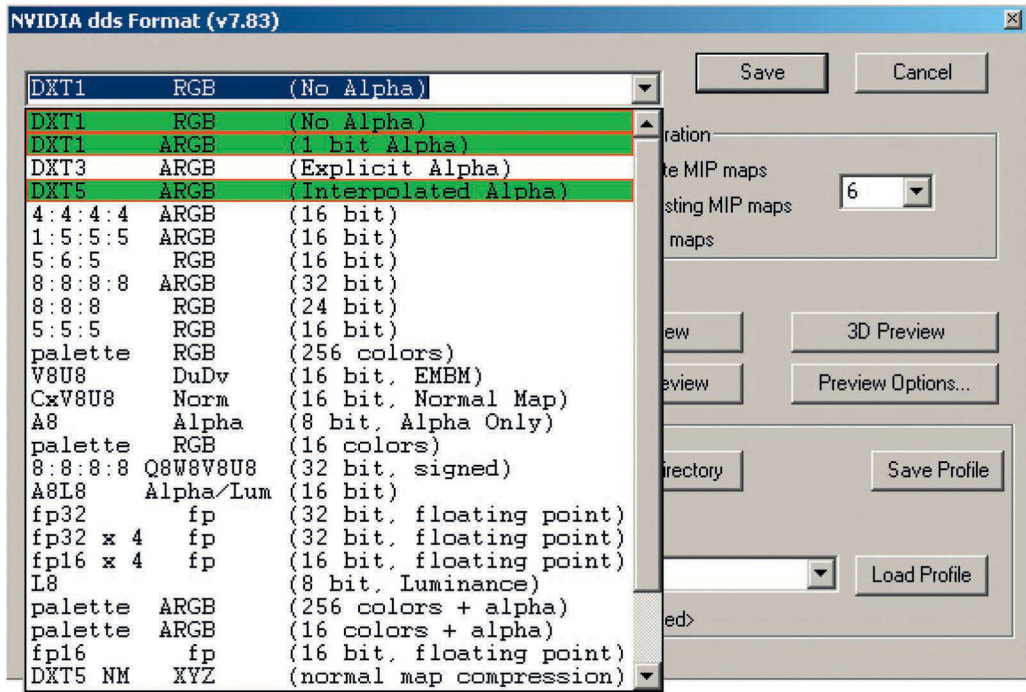 NVIDIA dds Format (v7.83)
DXT1 RGB (No Alpha)
Save
Cancel
DXT1 RGB (No Alpha)
DXT1 ARGB (1 bit Alpha)
DXT3 ARGB (Explicit Alpha)
DXT5 ARGB (Interpolated Alpha)
4:4:4:4 ARGB (16 bit)
1:5:5:5 ARGB (16 bit)
5:6:5 RGB (16 bit)
8:8:8:8 ARGB (32 bit)
8:8:8 RGB (24 bit)
5:5:5 RGB (16 bit)
palette RGB (256 colors)
V8U8 DuDv (16 bit, EMBM)
CxV8U8 Norm (16 bit, Normal Map)
A8 Alpha (8 bit, Alpha Only)
palette RGB (16 colors)
8:8:8:8 Q8W8V8U8 (32 bit, signed)
A8L8 Alpha/Lum (16 bit)
fp32 fp (32 bit, floating point)
fp32 x 4 fp (32 bit, floating point)
fp16 x 4 fp (16 bit, floating point)
L8 (8 bit, Luminance)
palette ARGB (256 colors + alpha)
palette ARGB (16 colors + alpha)
fp16 fp (16 bit, floating point)
DXT5 NM XYZ (normal map compression)
ration
te MIP maps
sting MIP maps
6
maps
ew
3D Preview
eview
Preview Options...
irectory
Save Profile
Load Profile
ed>